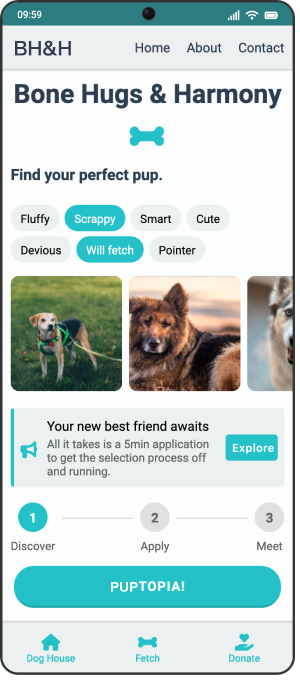 09:59
BH&H Home About Contact
Bone Hugs & Harmony
Find your perfect pup.
Fluffy Scrappy Smart Cute
Devious Will fetch Pointer
Your new best friend awaits
All it takes is a 5min application
to get the selection process off
and running.
Explore
1 2 3
Discover Apply Meet
PUPTOPIA!
Dog House Fetch Donate